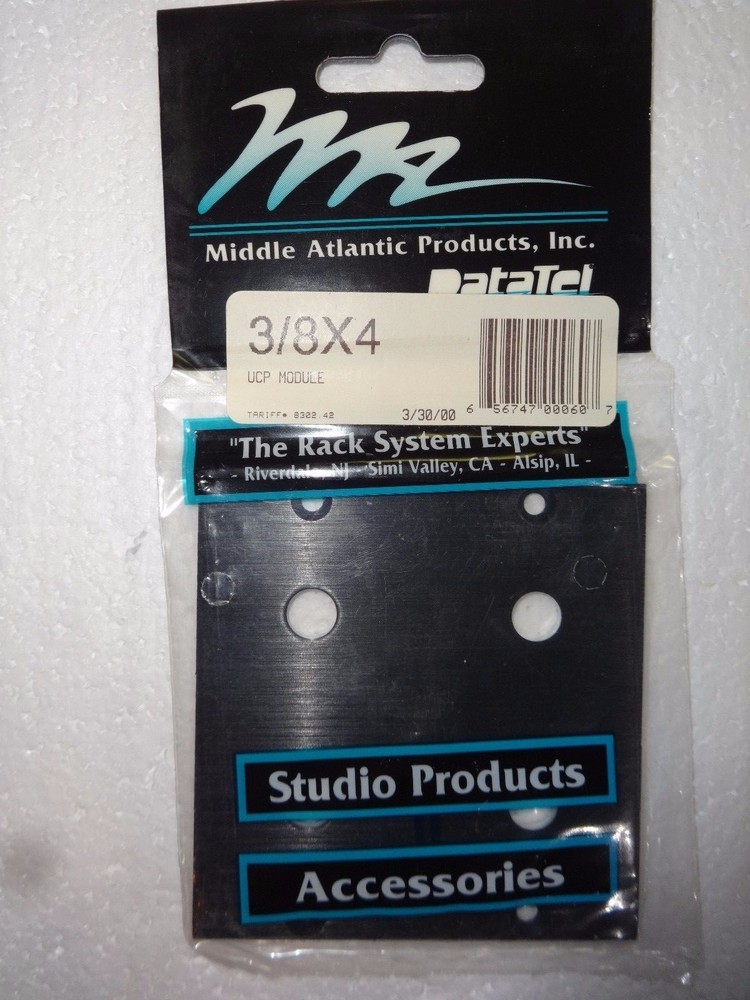 Middle Atlantic Products, Inc.
DataTel
3/8X4
UCP MODULE
TARIFF# 8302.42
3/30/00
6 56747 00060 7
"The Rack System Experts"
- Riverdale, NJ - Simi Valley, CA - Alsip, IL -
Studio Products
Accessories